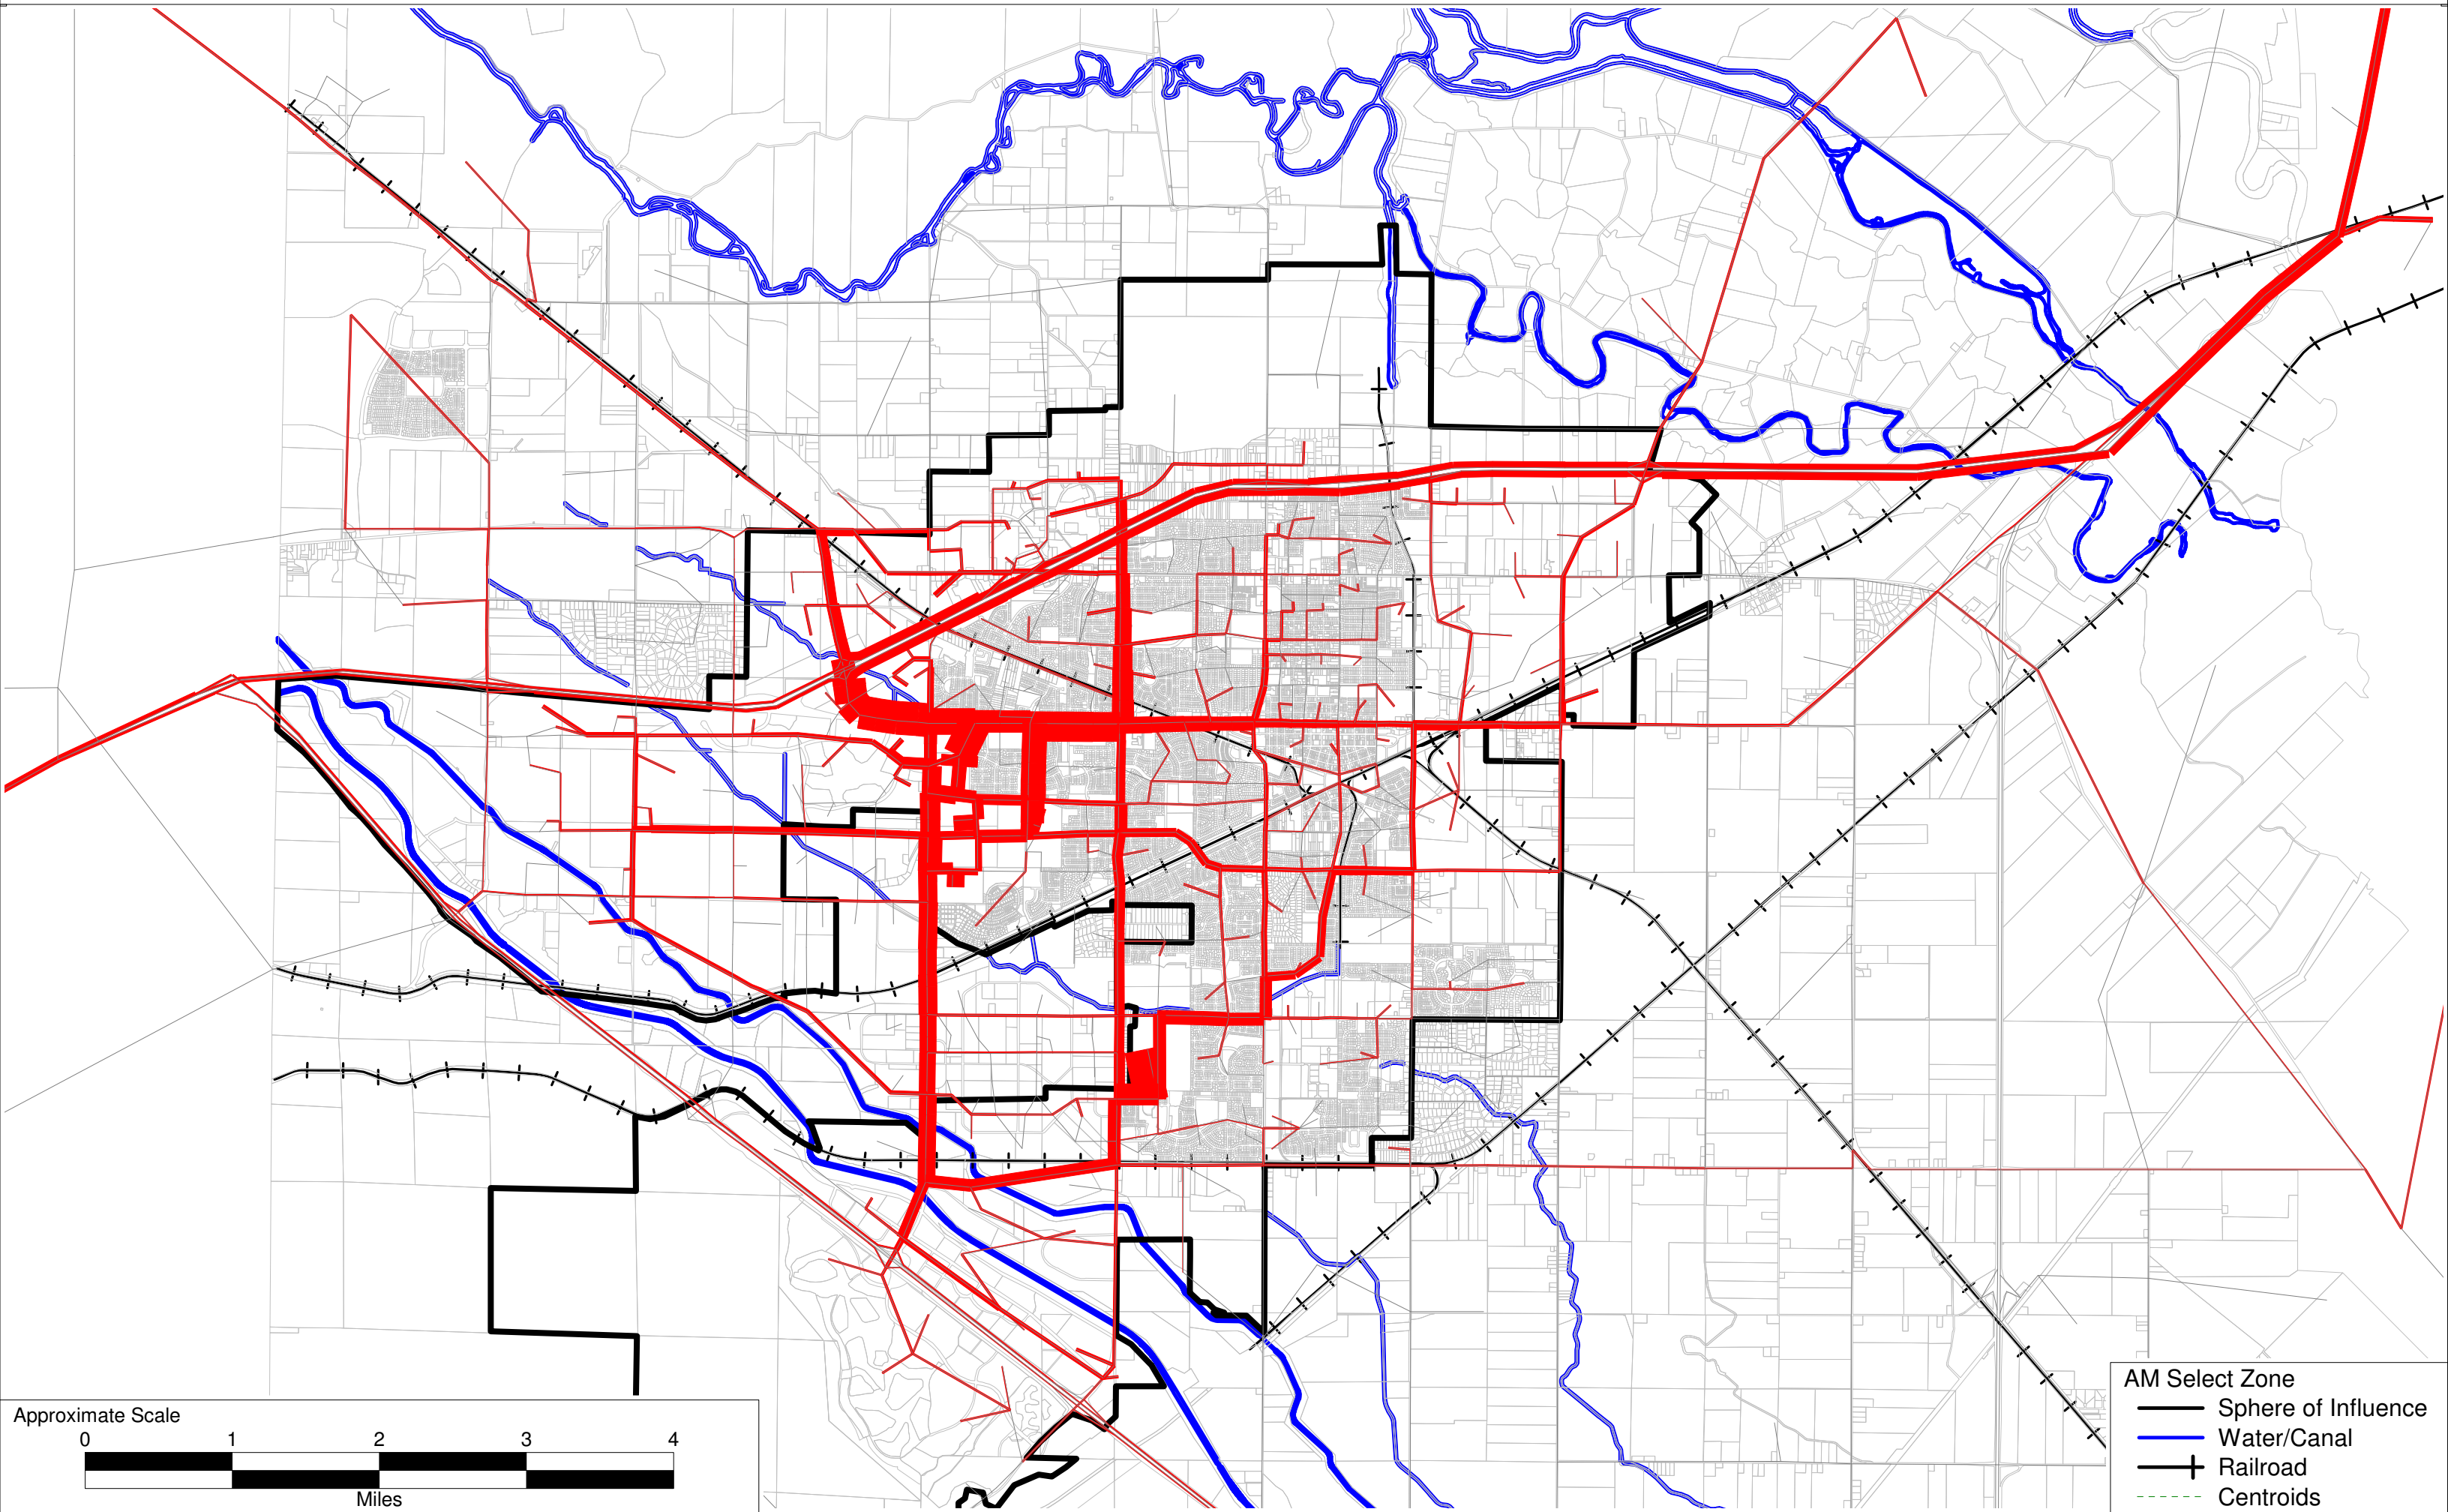 Approximate Scale
0 1 2 3 4
Miles
AM Select Zone
Sphere of Influence
Water/Canal
Railroad
Centroids